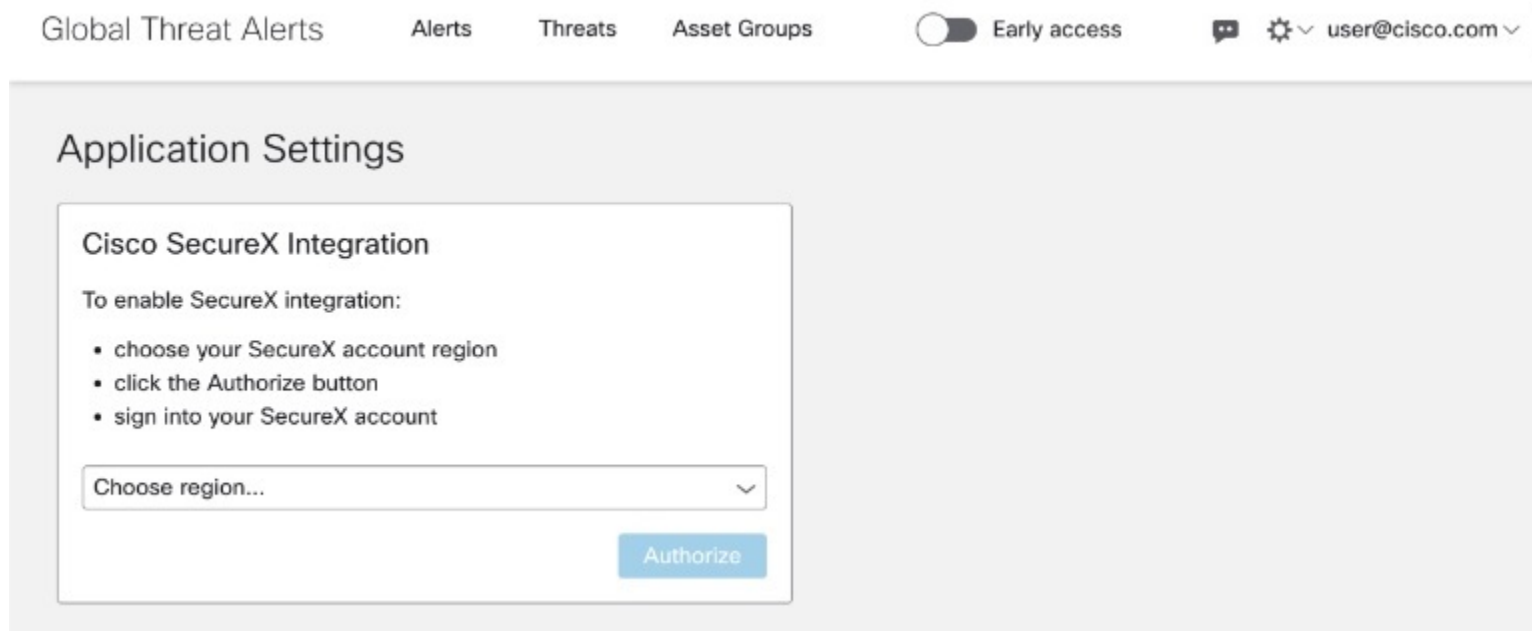 Global Threat Alerts Alerts Threats Asset Groups Early access user@cisco.com
Application Settings
Cisco SecureX Integration
To enable SecureX integration:
• choose your SecureX account region
• click the Authorize button
• sign into your SecureX account
Choose region...
Authorize